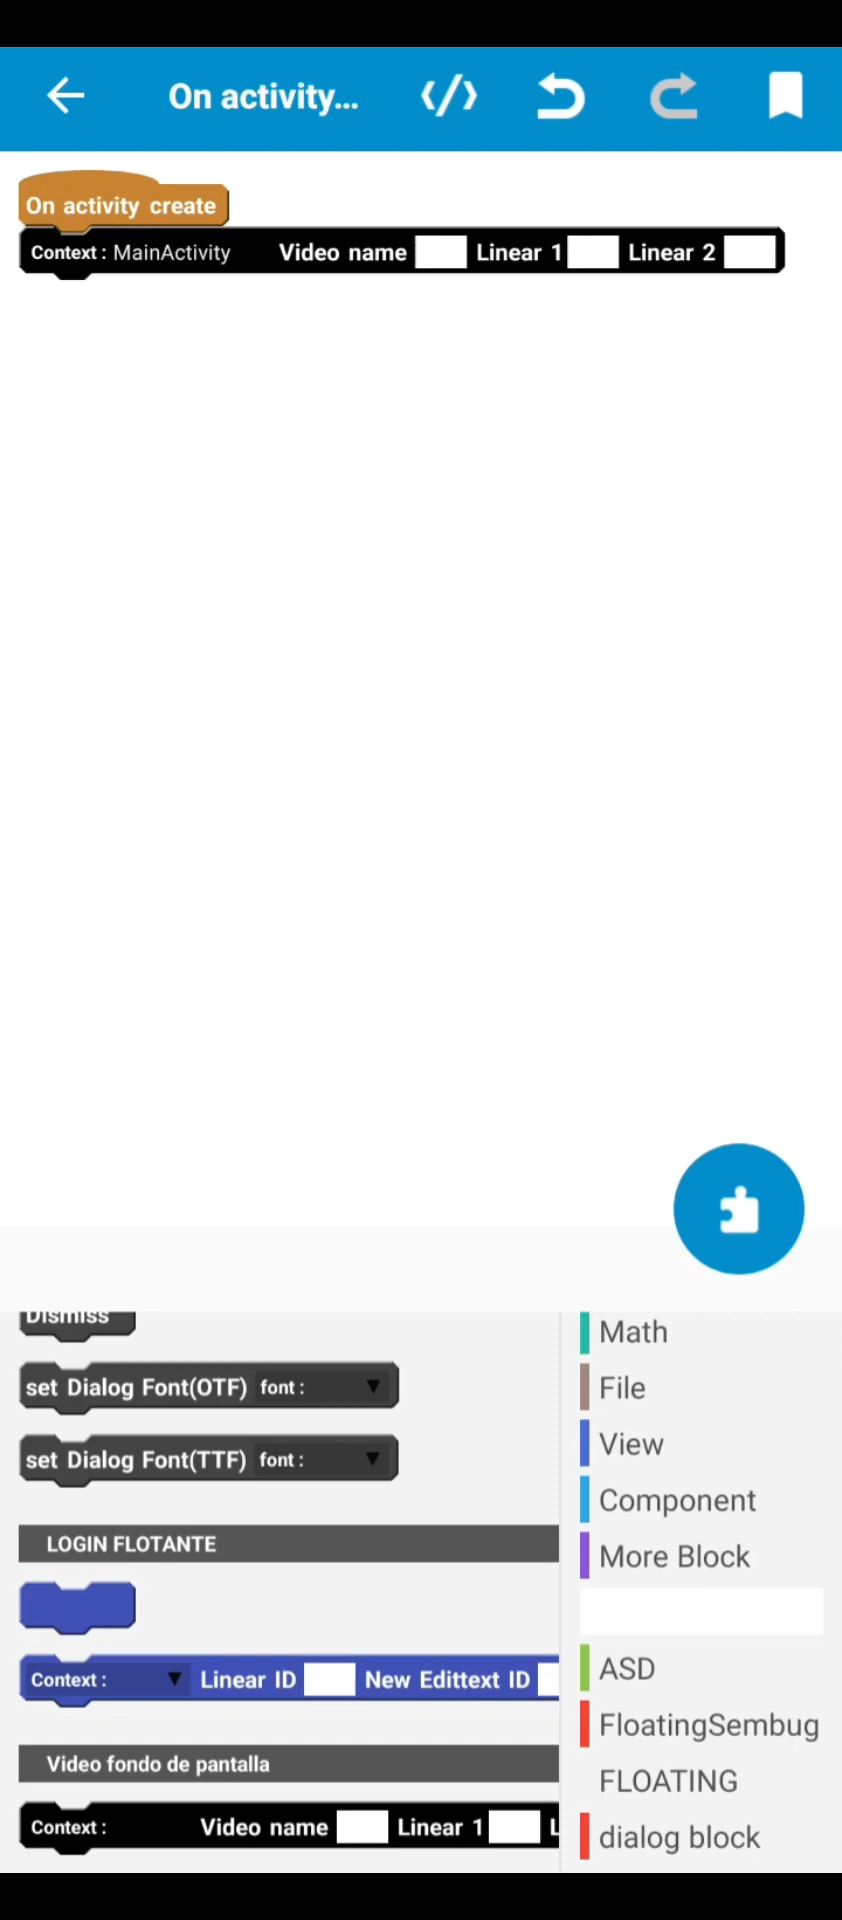 On activity...
On activity create
Context : MainActivity Video name Linear 1 Linear 2
Dismiss
set Dialog Font(OTF) font :
set Dialog Font(TTF) font :
LOGIN FLOTANTE
Context : Linear ID New Edittext ID
Video fondo de pantalla
Context : Video name Linear 1 L
Math
File
View
Component
More Block
ASD
FloatingSembug
FLOATING
dialog block